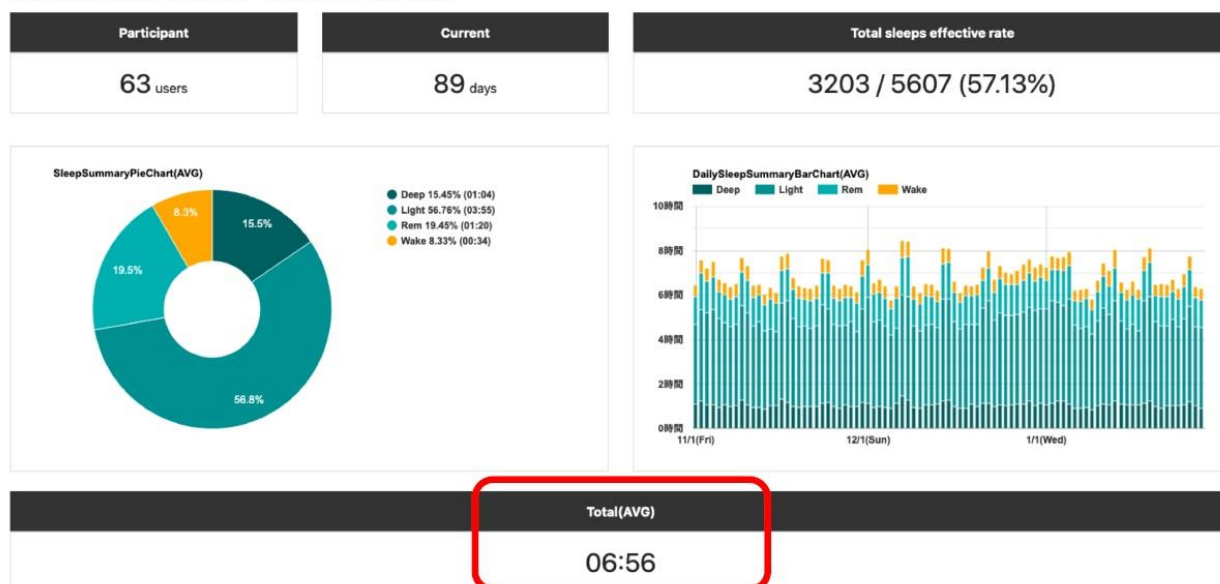 Participant
63 users
Current
89 days
Total sleeps effective rate
3203 / 5607 (57.13%)
SleepSummaryPieChart(AVG)
8.3%
15.5%
19.5%
56.8%
Deep 15.45% (01:04)
Light 56.76% (03:55)
Rem 19.45% (01:20)
Wake 8.33% (00:34)
DailySleepSummaryBarChart(AVG)
Deep Light Rem Wake
10時間
8時間
6時間
4時間
2時間
0時間
11/1(Fri) 12/1(Sun) 1/1(Wed)
Total(AVG)
06:56